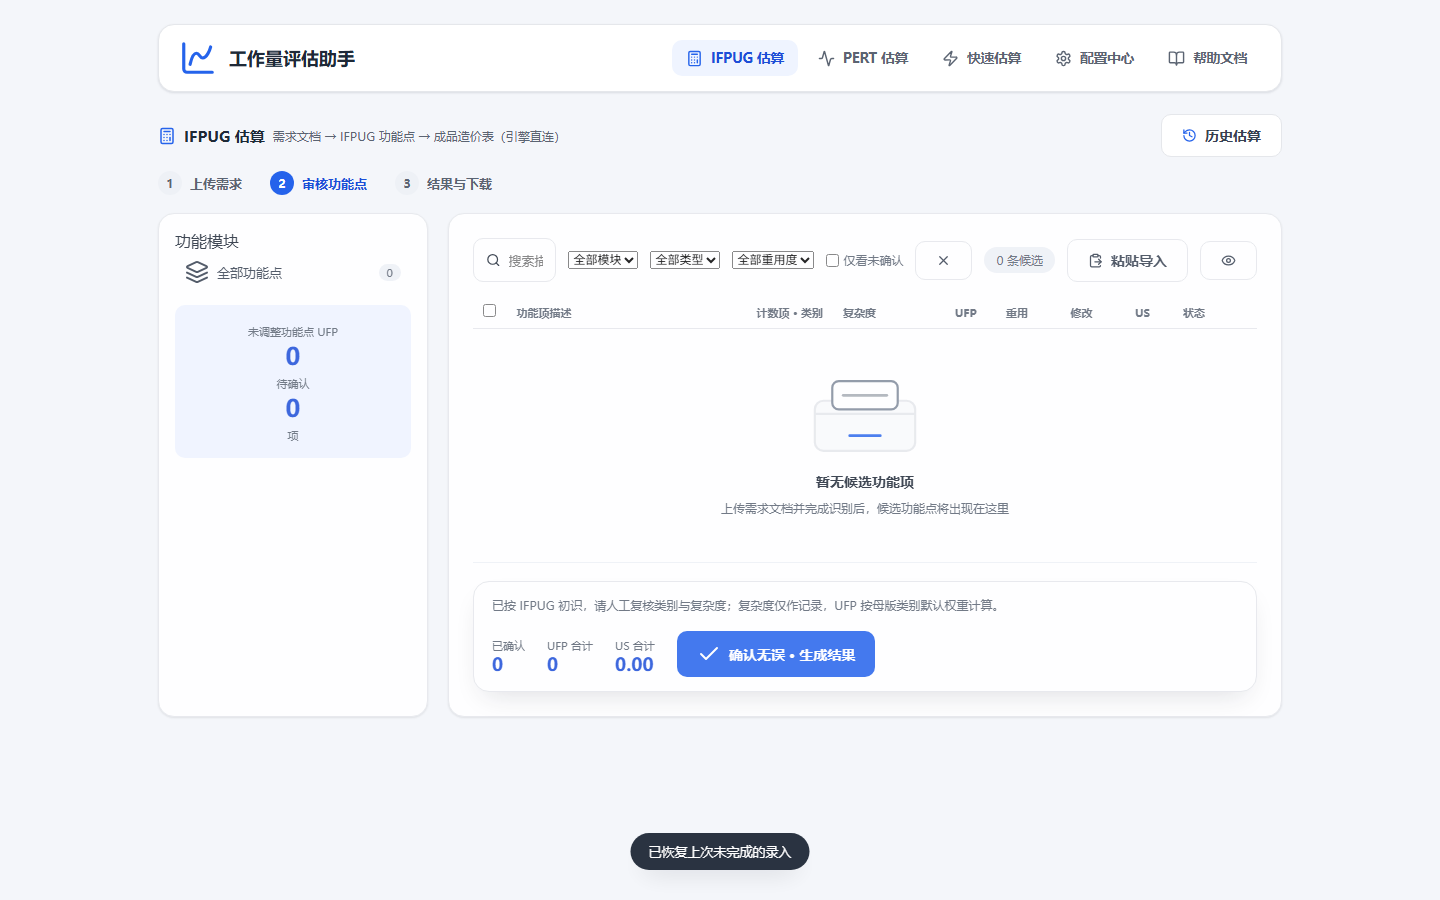 工作量评估助手
IFPUG 估算
PERT 估算
快速估算
配置中心
帮助文档
IFPUG 估算 需求文档 → IFPUG 功能点 → 成品造价表（引擎直连）
历史估算
1 上传需求
2 审核功能点
3 结果与下载
功能模块
全部功能点 0
未调整功能点 UFP
0
待确认
0
项
全部模块 全部类型 全部重用度 仅看未确认 0 条候选 粘贴导入
功能项描述 计数项 • 类别 复杂度 UFP 重用 修改 US 状态
暂无候选功能项
上传需求文档并完成识别后，候选功能点将出现在这里
已按 IFPUG 初识，请人工复核类别与复杂度；复杂度仅作记录，UFP 按母版类别默认权重计算。
已确认 UFP 合计 US 合计
0 0 0.00
确认无误 • 生成结果
已恢复上次未完成的录入